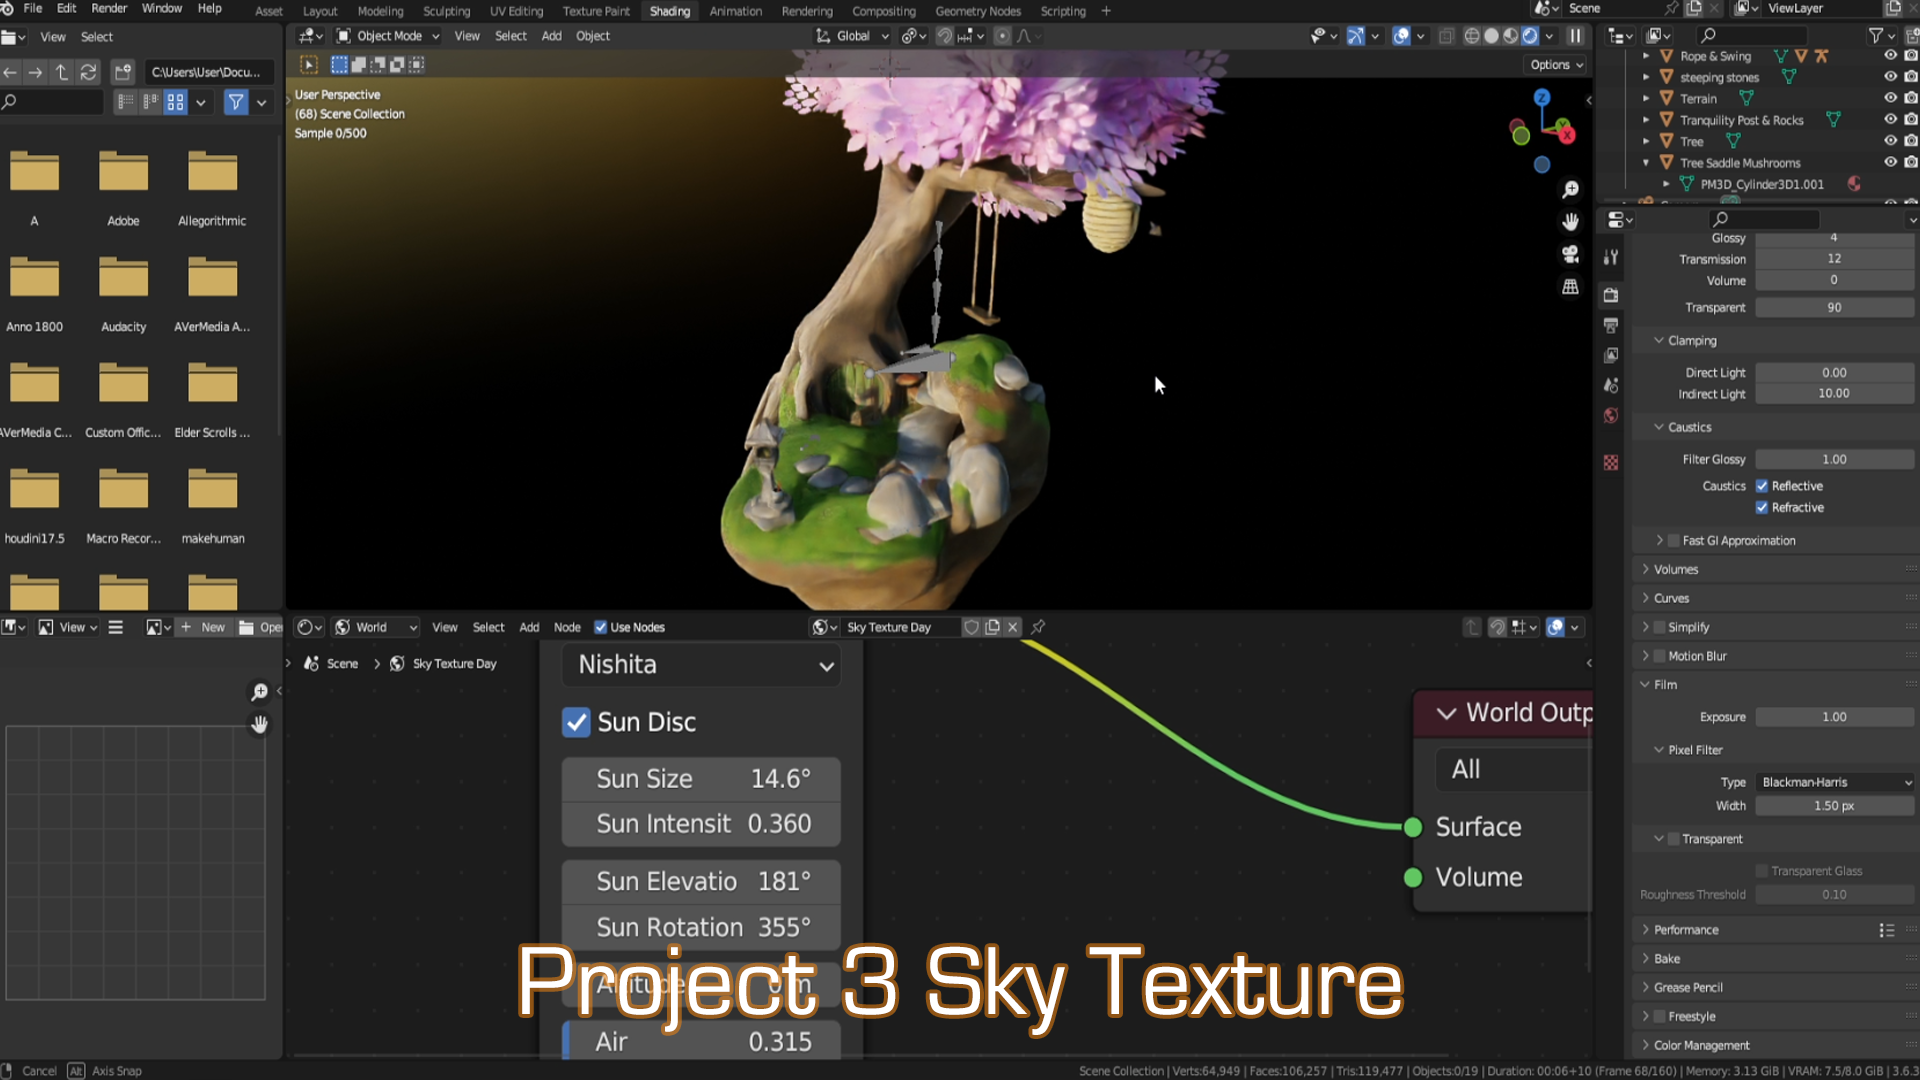 File Edit Render Window Help Asset Layout Modeling Sculpting UV Editing Texture Paint Shading Animation Rendering Compositing Geometry Nodes Scripting + Scene ViewLayer
View Select
Object Mode View Select Add Object Global
C:\Users\User\Docu...
Options
User Perspective
(68) Scene Collection
Sample 0/500
Z
X
A Adobe Allegorithmic
Anno 1800 Audacity AVerMedia A...
AVerMedia C... Custom Offic... Elder Scrolls ...
houdini17.5 Macro Recor... makehuman
Rope & Swing
steeping stones
Terrain
Tranquility Post & Rocks
Tree
Tree Saddle Mushrooms
PM3D_Cylinder3D1.001
Glossy 4
Transmission 12
Volume 0
Transparent 90
Clamping
Direct Light 0.00
Indirect Light 10.00
Caustics
Filter Glossy 1.00
Caustics Reflective
Refractive
Fast GI Approximation
Volumes
Curves
Simplify
Motion Blur
Film
Exposure 1.00
Pixel Filter
Type Blackman-Harris
Width 1.50 px
Transparent
Transparent Glass
Roughness Threshold 0.10
Performance
Bake
Grease Pencil
Freestyle
Color Management
View + New Open
World View Select Add Node Use Nodes Sky Texture Day
Scene Sky Texture Day
Nishita
Sun Disc
Sun Size 14.6°
Sun Intensit 0.360
Sun Elevatio 181°
Sun Rotation 355°
Altitude 0 m
Air 0.315
World Outp
All
Surface
Volume
Project 3 Sky Texture
Cancel Alt Axis Snap
Scene Collection | Verts:64,949 | Faces:106,257 | Tris:119,477 | Objects:0/19 | Duration: 00:06+10 (Frame 68/160) | Memory: 3.13 GiB | VRAM: 7.5/8.0 GiB | 3.6.3